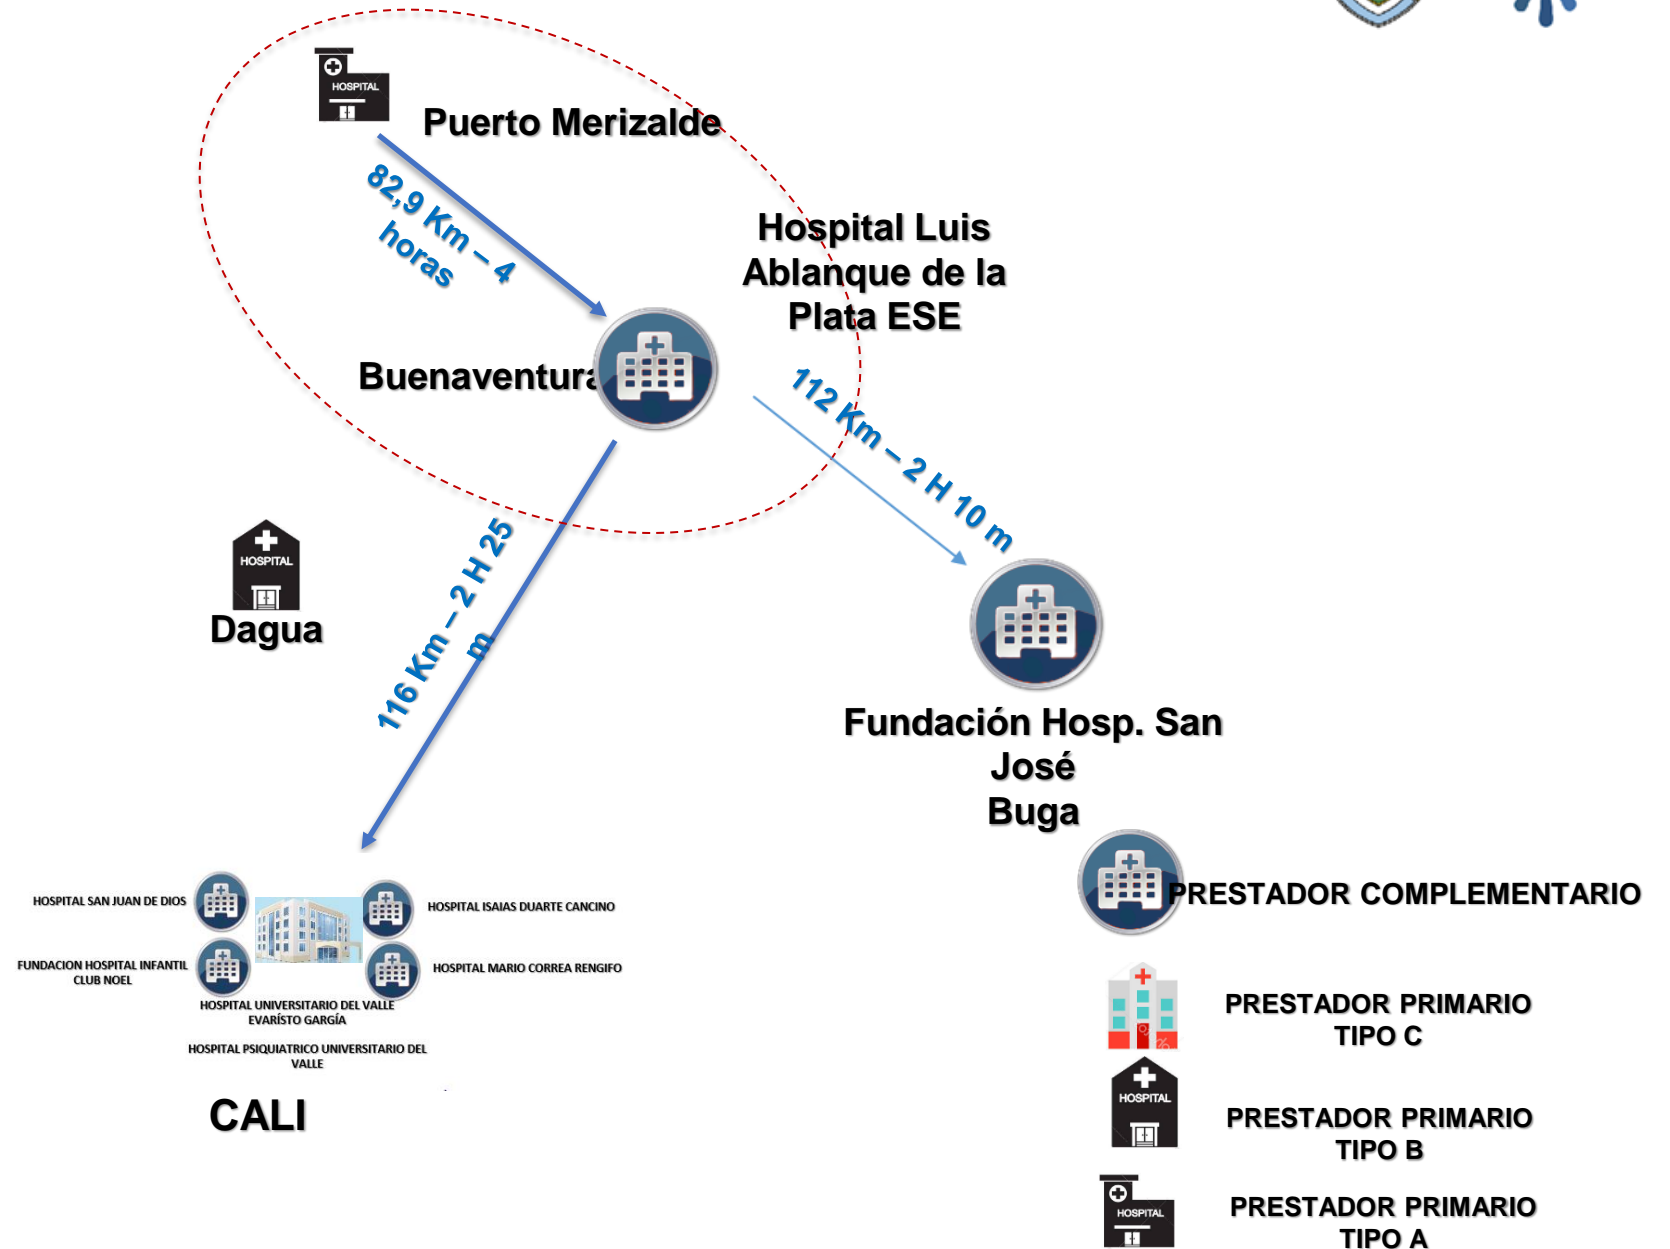 HOSPITAL
Puerto Merizalde
82,9 Km – 4
horas
Hospital Luis
Ablanque de la
Plata ESE
Buenaventura
112 Km – 2 H 10 m
116 Km – 2 H 25
m
HOSPITAL
Dagua
Fundación Hosp. San
José
Buga
HOSPITAL SAN JUAN DE DIOS
HOSPITAL ISAIAS DUARTE CANCINO
FUNDACION HOSPITAL INFANTIL
CLUB NOEL
HOSPITAL MARIO CORREA RENGIFO
HOSPITAL UNIVERSITARIO DEL VALLE
EVARÍSTO GARGÍA
HOSPITAL PSIQUIATRICO UNIVERSITARIO DEL
VALLE
CALI
PRESTADOR COMPLEMENTARIO
PRESTADOR PRIMARIO
TIPO C
HOSPITAL
PRESTADOR PRIMARIO
TIPO B
HOSPITAL
PRESTADOR PRIMARIO
TIPO A